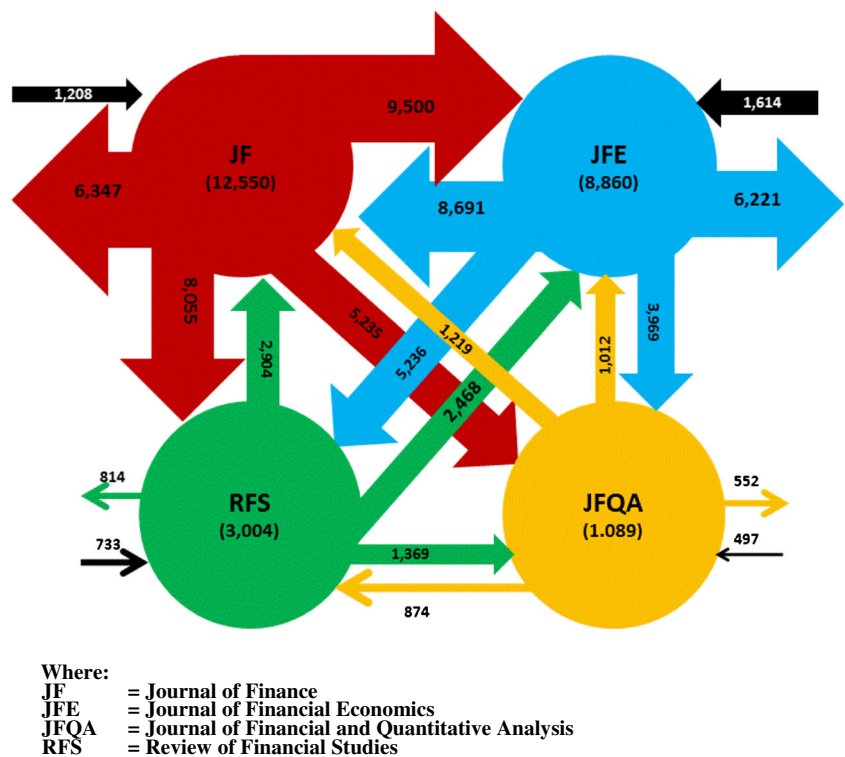 1,208
9,500
JF
(12,550)
6,347
8,055
JFE
(8,860)
1,614
8,691
6,221
5,235
1,219
5,236
2,468
2,904
1,012
3,969
RFS
(3,004)
814
733
JFQA
(1.089)
552
497
1,369
874
Where:
JF = Journal of Finance
JFE = Journal of Financial Economics
JFQA = Journal of Financial and Quantitative Analysis
RFS = Review of Financial Studies